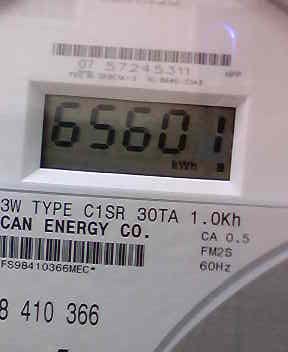 07 57245311
65601
kWh
3W TYPE C1SR 30TA 1.0Kh
CAN ENERGY CO.
CA 0.5
FM2S
FS98410366MEC*
60Hz
8 410 366